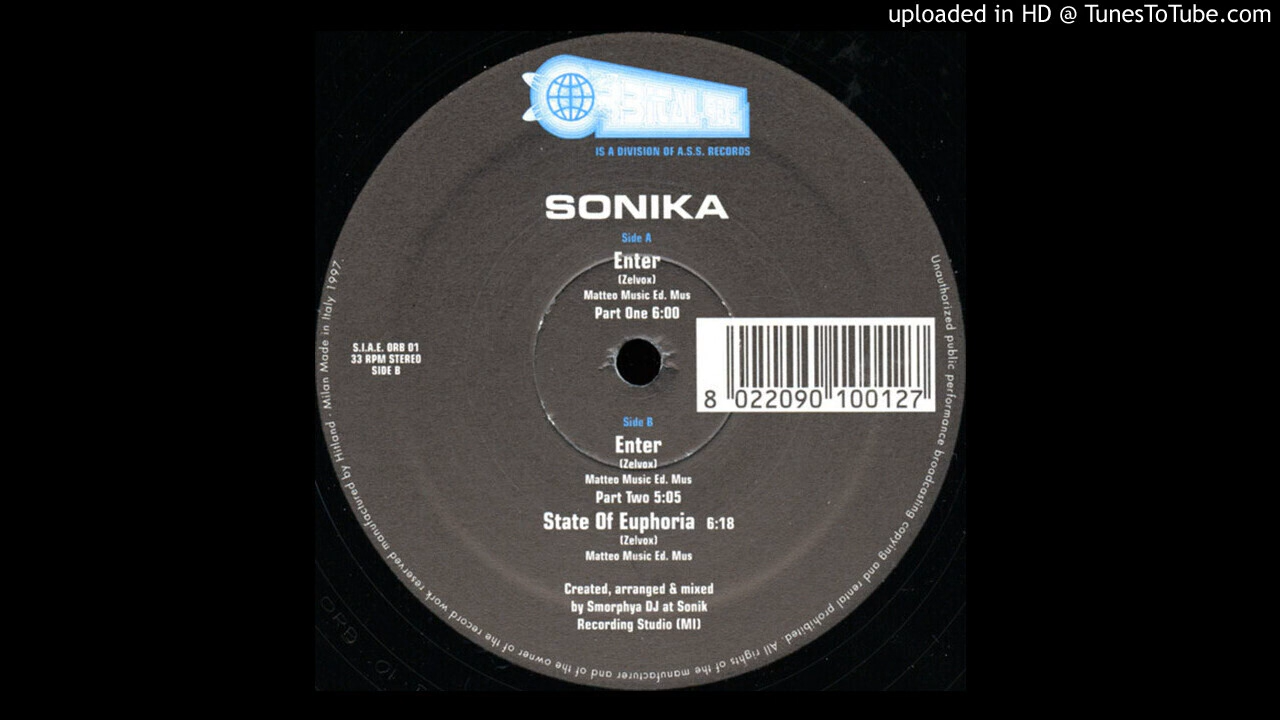 uploaded in HD @ TunesToTube.com
IS A DIVISION OF A.S.S. RECORDS
SONIKA
Side A
Enter
(Zelvox)
Matteo Music Ed. Mus
Part One 6:00
S.I.A.E. ORB 01
33 RPM STEREO
SIDE B
8 022090 100127
Side B
Enter
(Zelvox)
Matteo Music Ed. Mus
Part Two 5:05
State Of Euphoria 6:18
(Zelvox)
Matteo Music Ed. Mus
Created, arranged & mixed
by Smorphya DJ at Sonik
Recording Studio (MI)
Unauthorized public performance broadcasting copying and rental prohibited. All rights of the manufacturer and of the owner of the record work reserved manufactured by Hitland - Milan Made in Italy 1997.